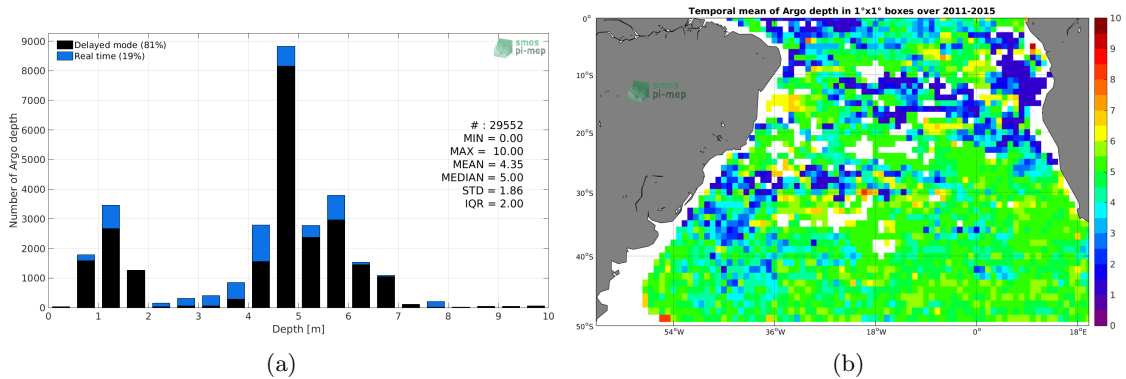 Delayed mode (81%)
Real time (19%)
smos
pi-mep
# : 29552
MIN = 0.00
MAX = 10.00
MEAN = 4.35
MEDIAN = 5.00
STD = 1.86
IQR = 2.00
Number of Argo depth
9000
8000
7000
6000
5000
4000
3000
2000
1000
0
0 1 2 3 4 5 6 7 8 9 10
Depth [m]
(a)
Temporal mean of Argo depth in 1°x1° boxes over 2011-2015
smos
pi-mep
0°
10°S
20°S
30°S
40°S
50°S
54°W 36°W 18°W 0° 18°E
10
9
8
7
6
5
4
3
2
1
0
(b)